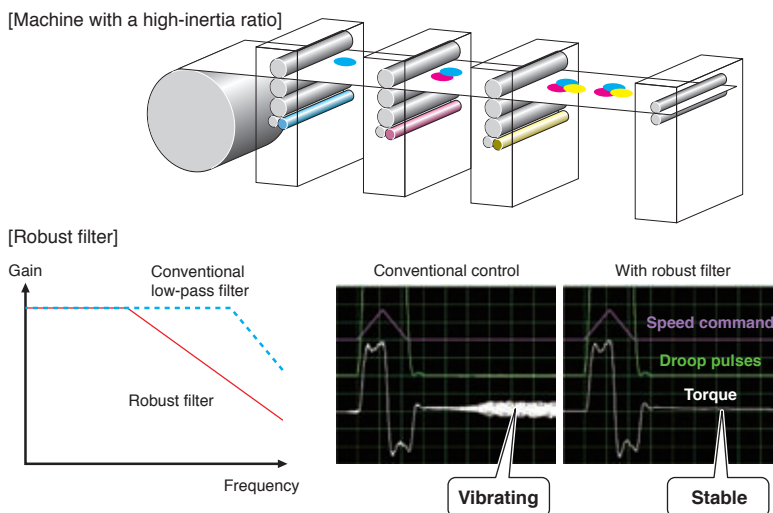 [Machine with a high-inertia ratio]
[Robust filter]
Gain
Conventional
low-pass filter
Robust filter
Frequency
Conventional control
Vibrating
With robust filter
Speed command
Droop pulses
Torque
Stable